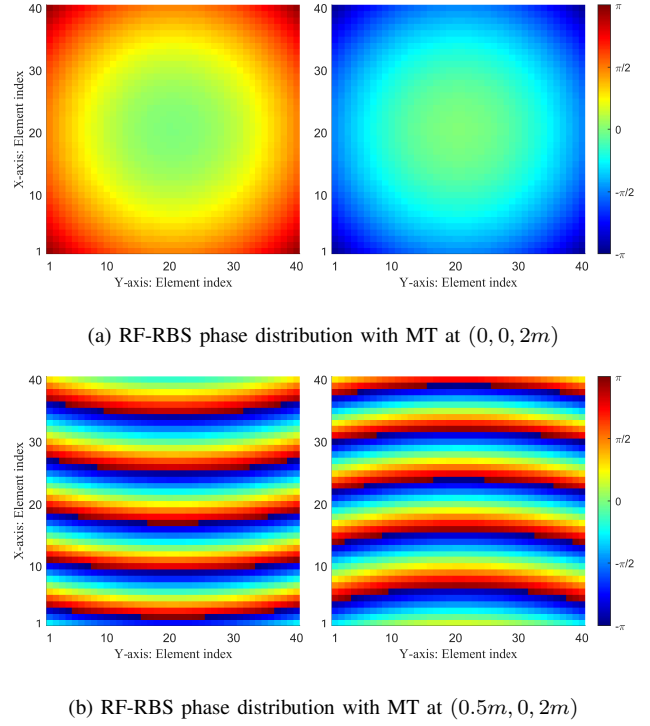 40
30
20
10
1
X-axis: Element index
1 10 20 30 40
Y-axis: Element index
40
30
20
10
1
1 10 20 30 40
Y-axis: Element index
π
π/2
0
-π/2
-π
(a) RF-RBS phase distribution with MT at (0, 0, 2m)
40
30
20
10
1
X-axis: Element index
1 10 20 30 40
Y-axis: Element index
40
30
20
10
1
1 10 20 30 40
Y-axis: Element index
π
π/2
0
-π/2
-π
(b) RF-RBS phase distribution with MT at (0.5m, 0, 2m)